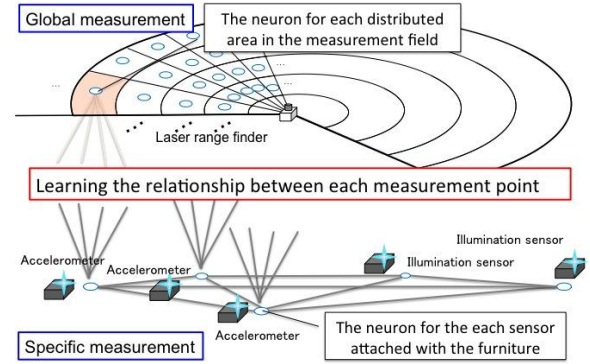 Global measurement
The neuron for each distributed
area in the measurement field
...
...
Laser range finder
Learning the relationship between each measurement point
Illumination sensor
Accelerometer
Accelerometer
Illumination sensor
Accelerometer
The neuron for the each sensor
attached with the furniture
Specific measurement